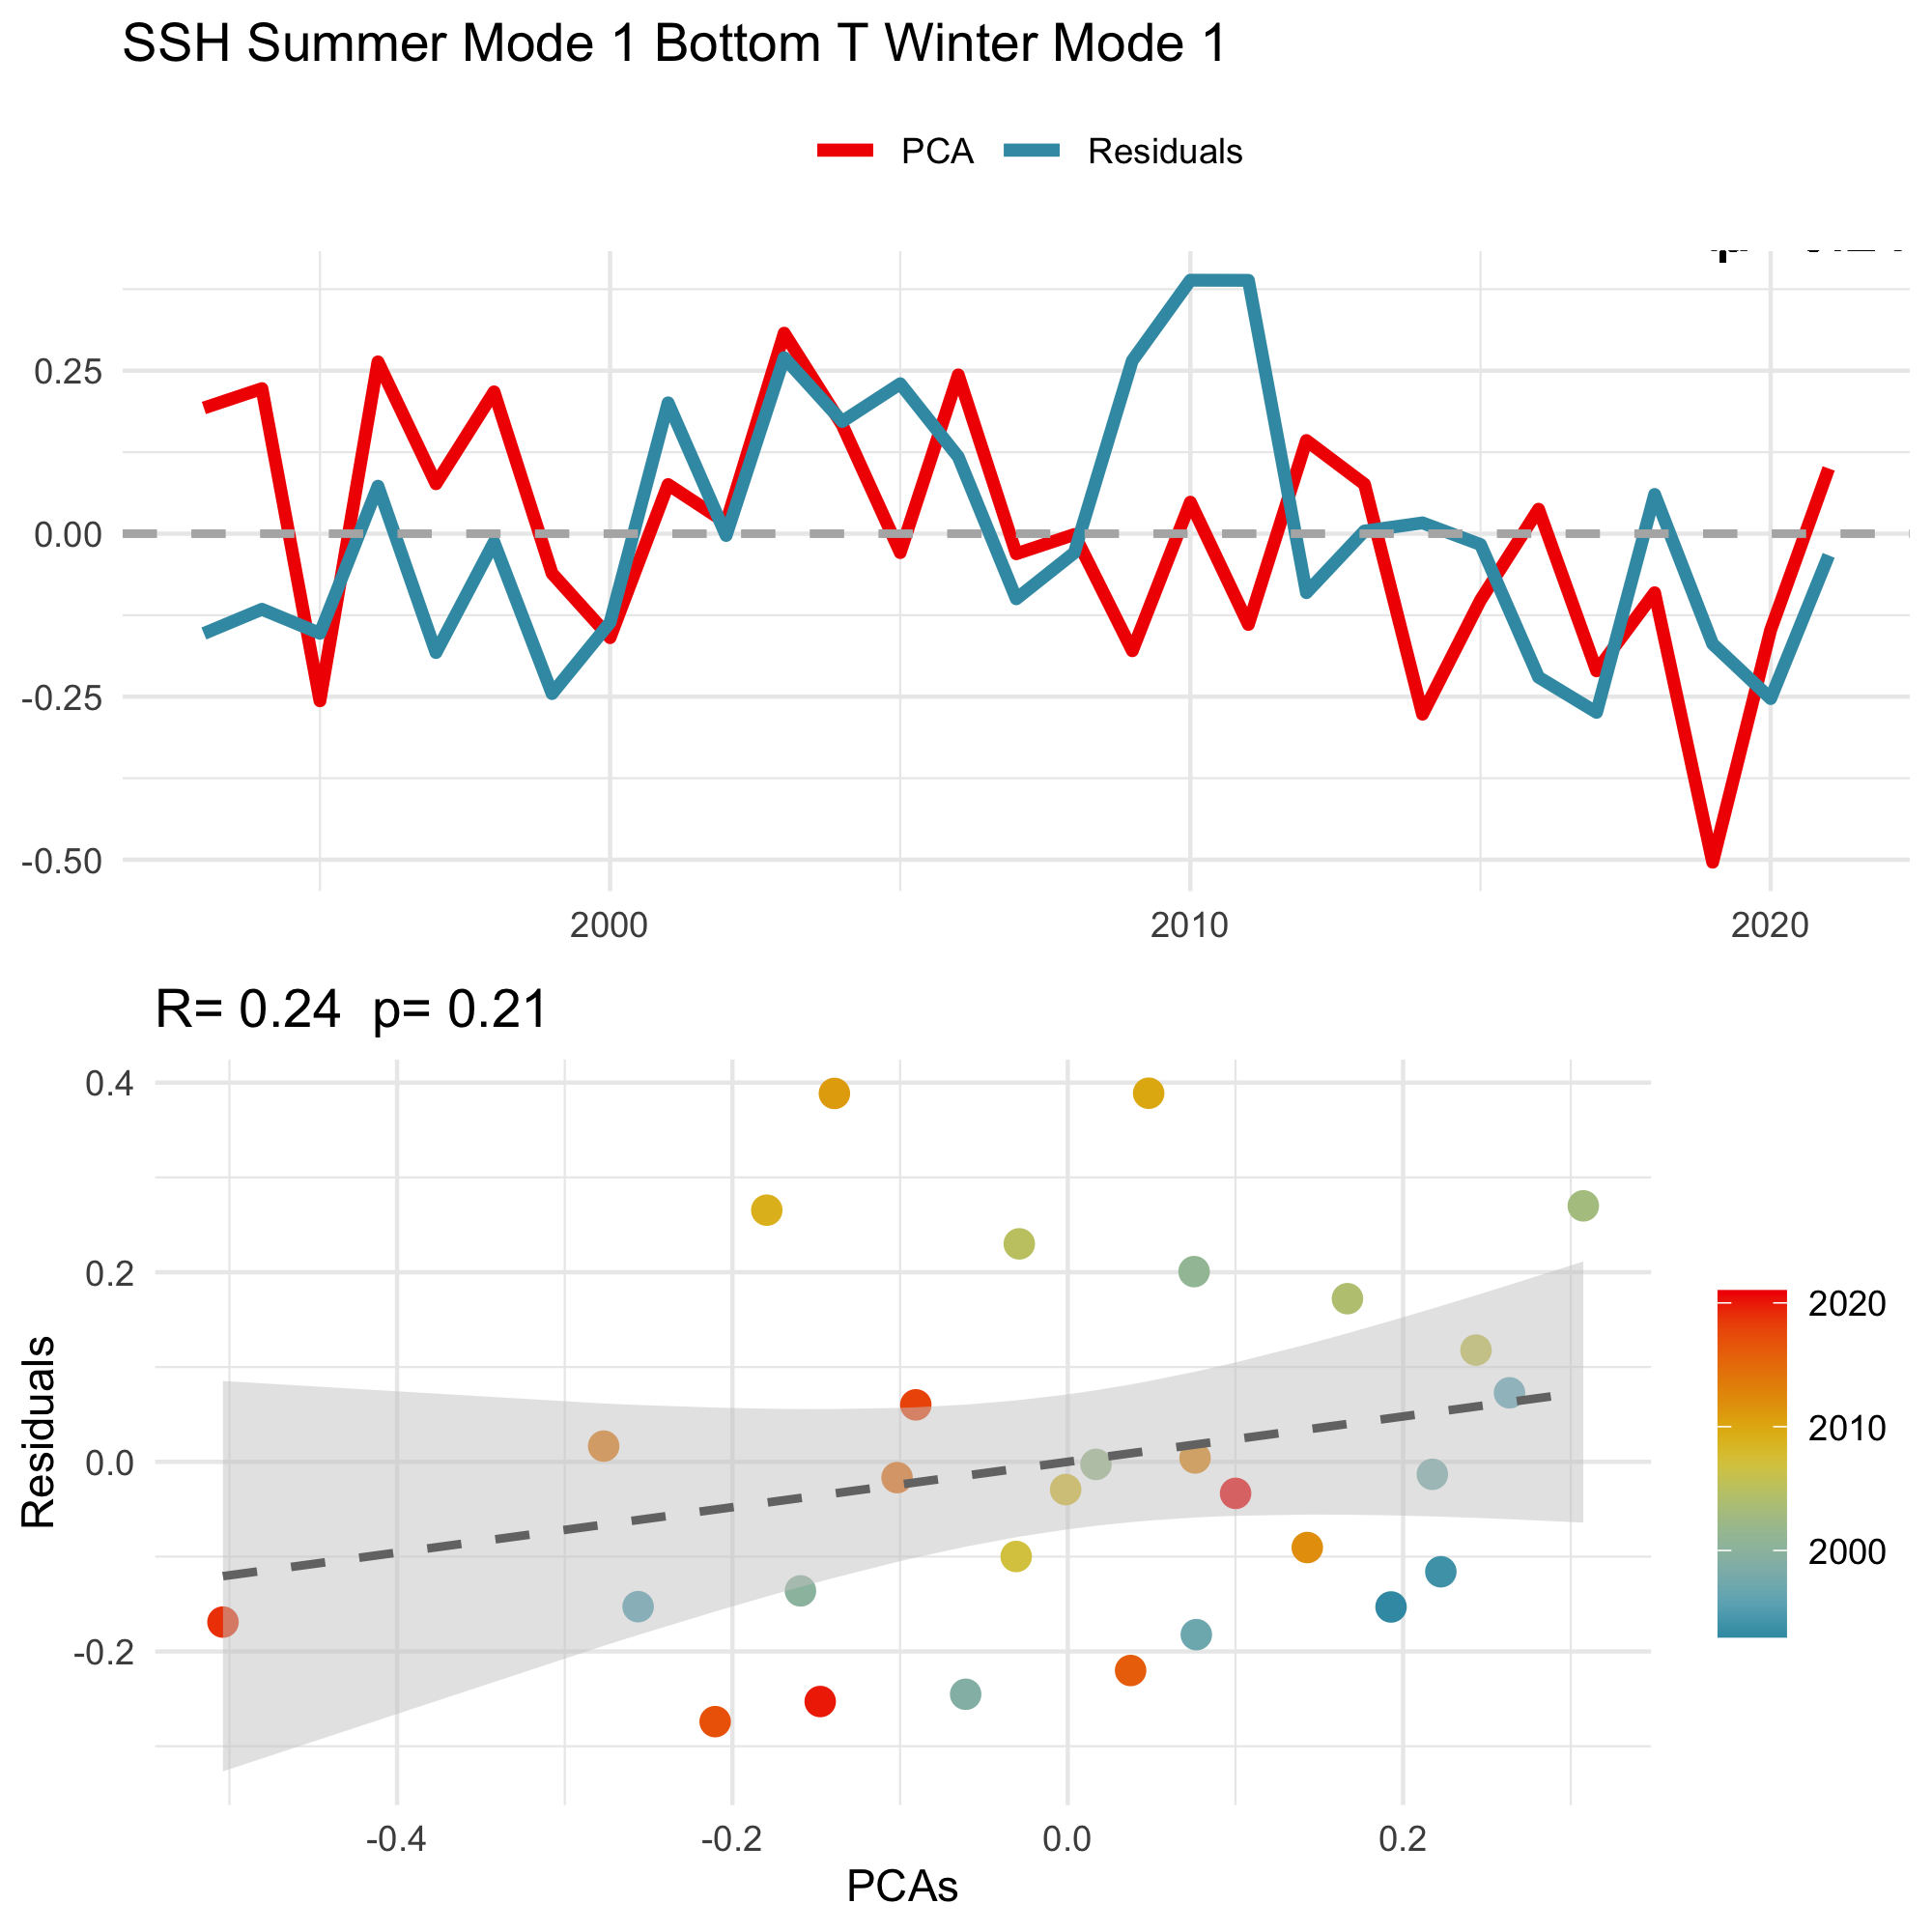 SSH Summer Mode 1 Bottom T Winter Mode 1
PCA Residuals
0.25
0.00
-0.25
-0.50
2000 2010 2020
R= 0.24 p= 0.21
Residuals
0.4
0.2
0.0
-0.2
-0.4 -0.2 0.0 0.2
PCAs
2020
2010
2000